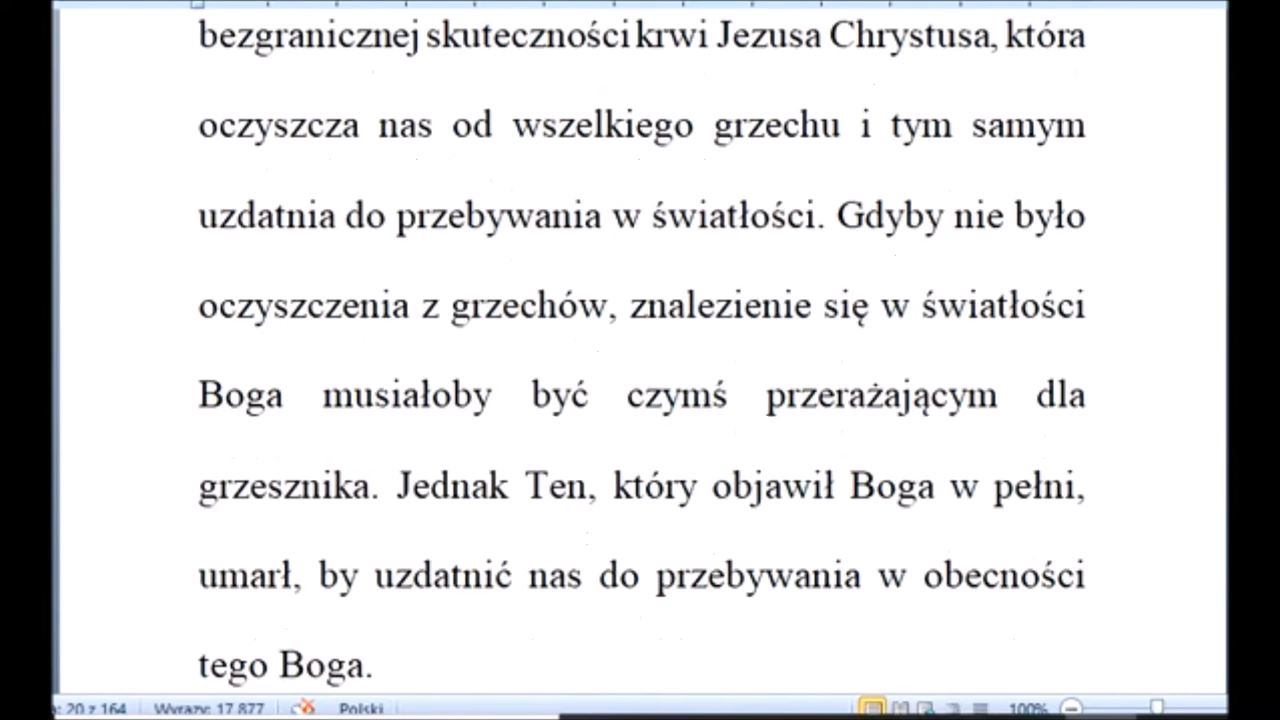 bezgranicznej skuteczności krwi Jezusa Chrystusa, która
oczyszcza nas od wszelkiego grzechu i tym samym
uzdatnia do przebywania w światłości. Gdyby nie było
oczyszczenia z grzechów, znalezienie się w światłości
Boga musiałoby być czymś przerażającym dla
grzesznika. Jednak Ten, który objawił Boga w pełni,
umarł, by uzdatnić nas do przebywania w obecności
tego Boga.
: 20 z 164 Wyrazy: 17 877 Polski 100%